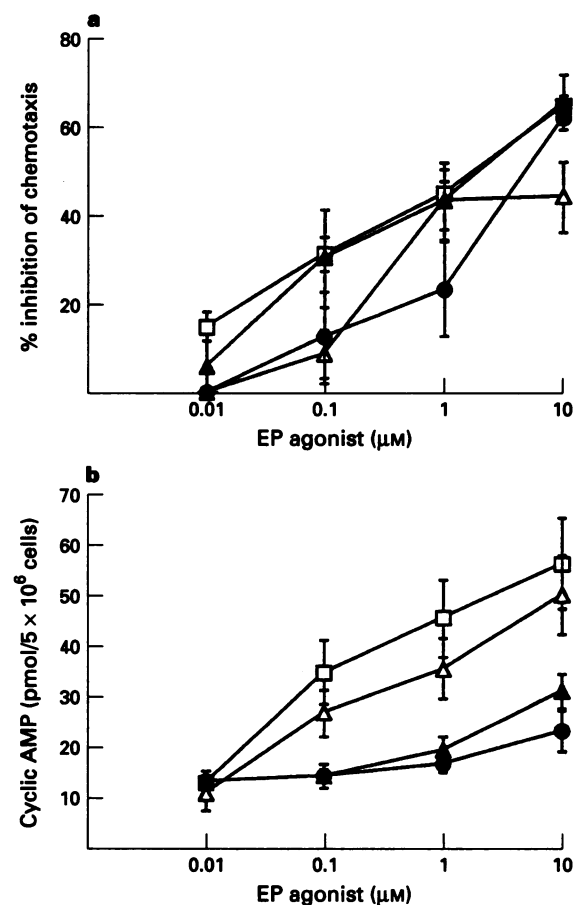 a
80
60
40
20
% inhibition of chemotaxis
0.01 0.1 1 10
EP agonist (µM)
b
70
60
50
40
30
20
10
Cyclic AMP (pmol/5 × 10⁶ cells)
0.01 0.1 1 10
EP agonist (µM)